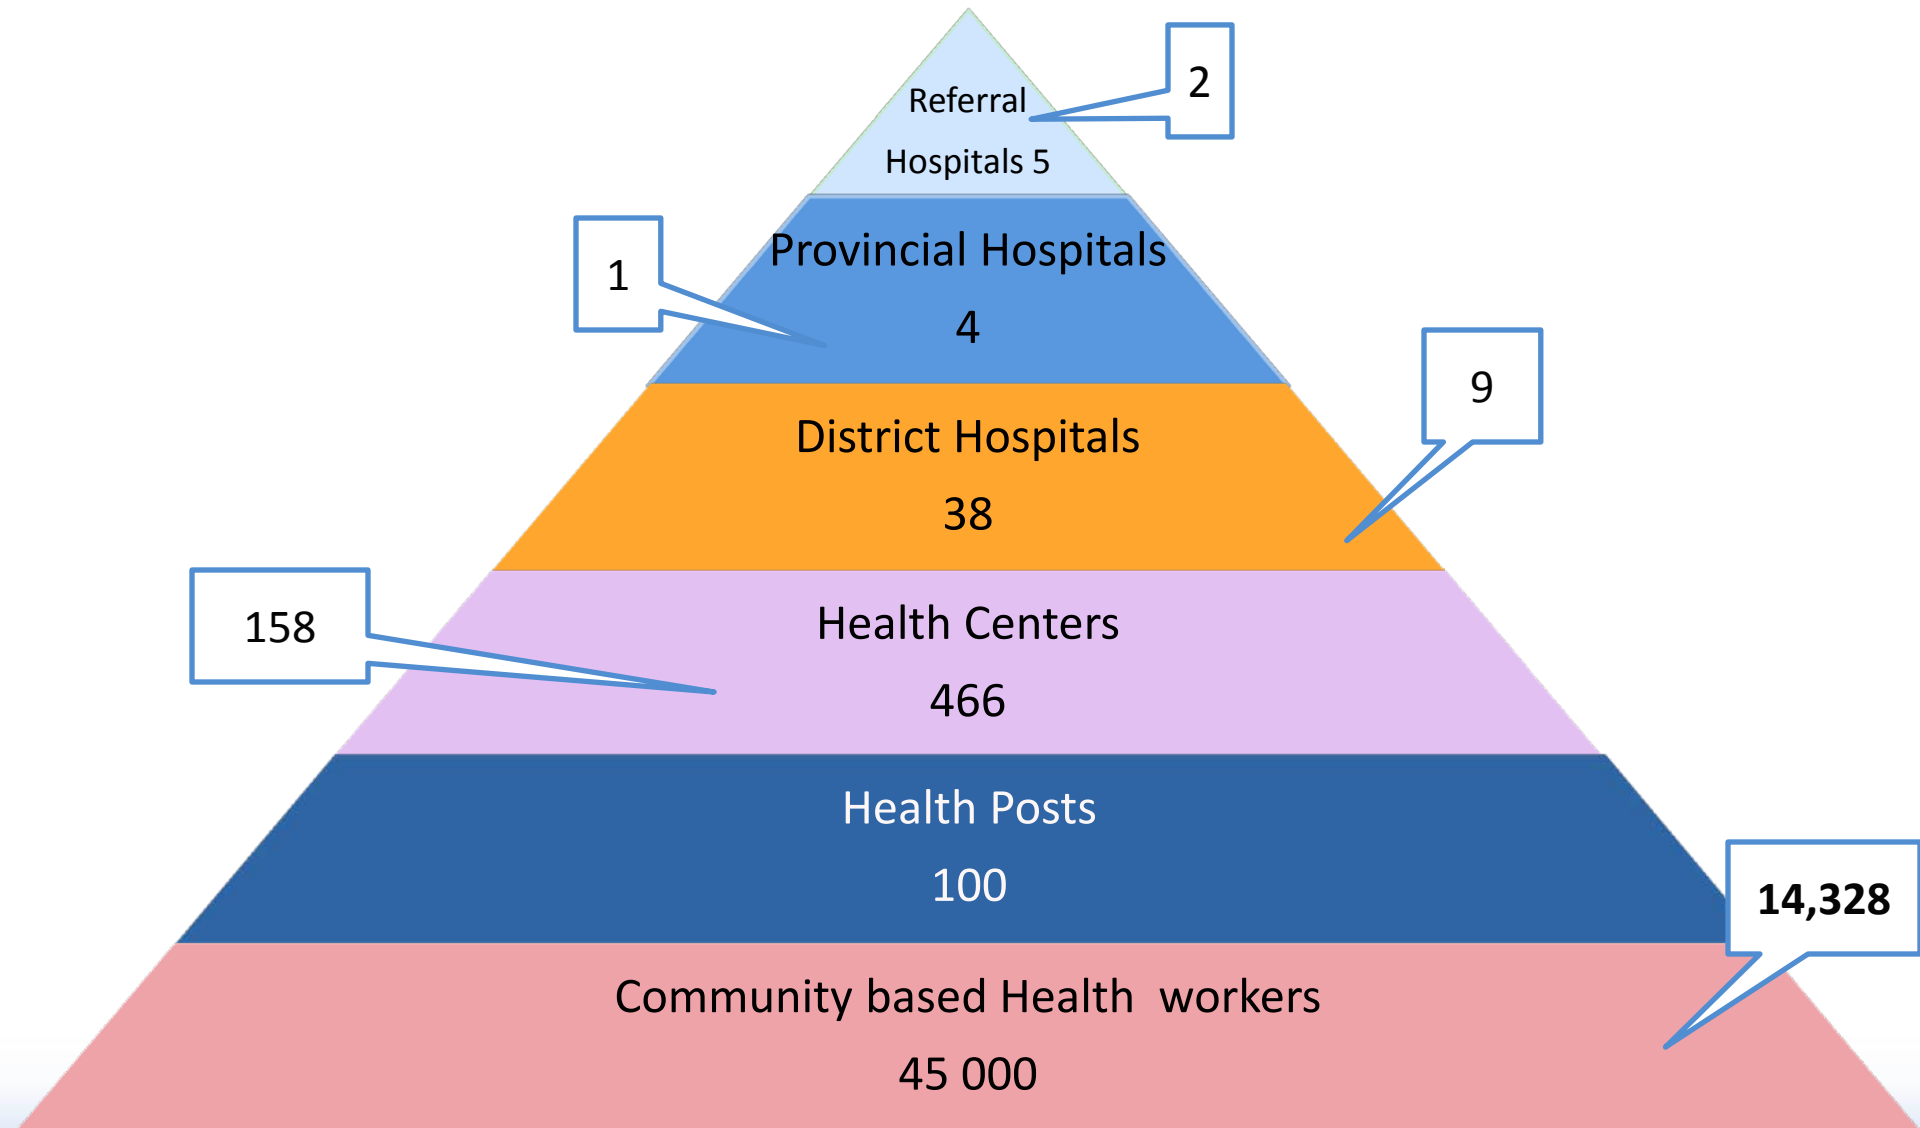 2
Referral
Hospitals 5
1
Provincial Hospitals
4
9
District Hospitals
38
158
Health Centers
466
Health Posts
100
14,328
Community based Health  workers
45 000